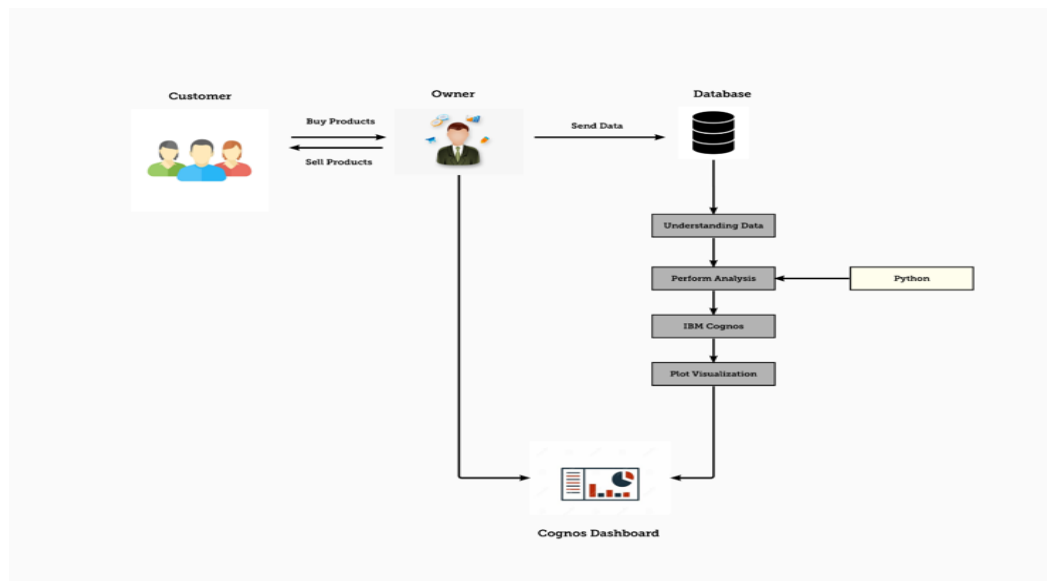 Customer
Owner
Database
Buy Products
Send Data
Sell Products
Understanding Data
Perform Analysis
Python
IBM Cognos
Plot Visualization
Cognos Dashboard